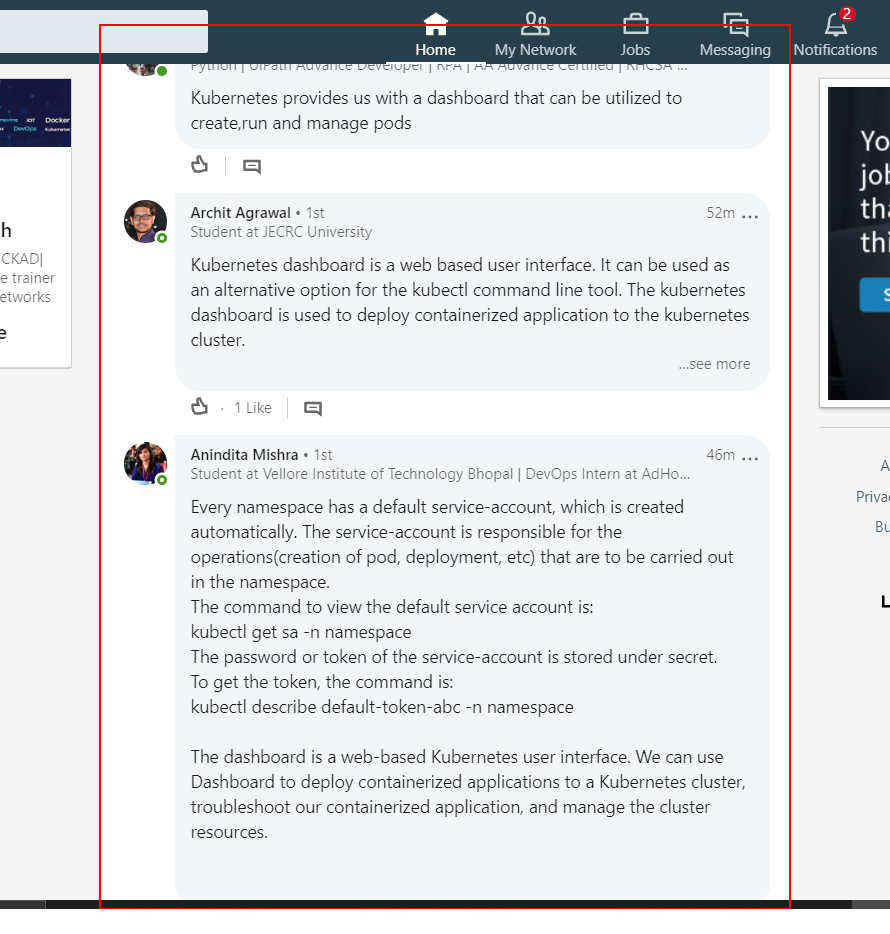 2
Home
My Network
Jobs
Messaging
Notifications
Python | UiPath Advance Developer | RPA | AA Advance Certified | RHCSA ...
Kubernetes provides us with a dashboard that can be utilized to
create,run and manage pods
IOT
Docker
DevOps
Kubernetes
h
CKAD|
e trainer
etworks
e
Archit Agrawal • 1st
52m ...
Student at JECRC University
Kubernetes dashboard is a web based user interface. It can be used as
an alternative option for the kubectl command line tool. The kubernetes
dashboard is used to deploy containerized application to the kubernetes
cluster.
...see more
· 1 Like
Anindita Mishra • 1st
46m ...
Student at Vellore Institute of Technology Bhopal | DevOps Intern at AdHo...
Every namespace has a default service-account, which is created
automatically. The service-account is responsible for the
operations(creation of pod, deployment, etc) that are to be carried out
in the namespace.
The command to view the default service account is:
kubectl get sa -n namespace
The password or token of the service-account is stored under secret.
To get the token, the command is:
kubectl describe default-token-abc -n namespace
The dashboard is a web-based Kubernetes user interface. We can use
Dashboard to deploy containerized applications to a Kubernetes cluster,
troubleshoot our containerized application, and manage the cluster
resources.
Yo
job
tha
thi
S
A
Priva
Bu
L